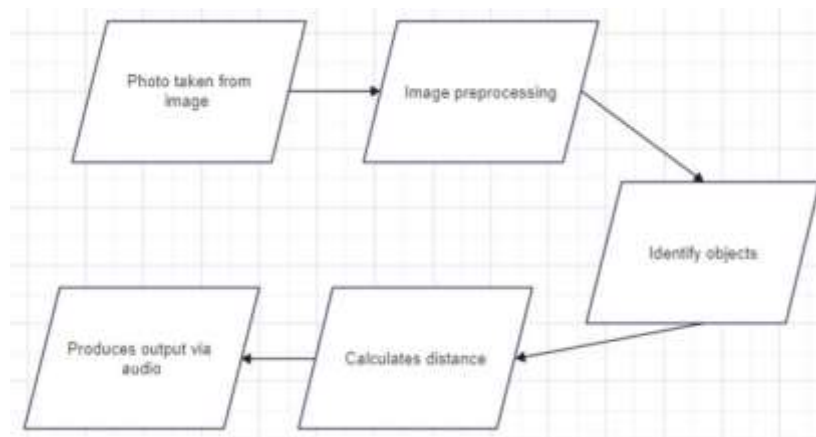 Photo taken from
image
Image preprocessing
Identify objects
Calculates distance
Produces output via
audio